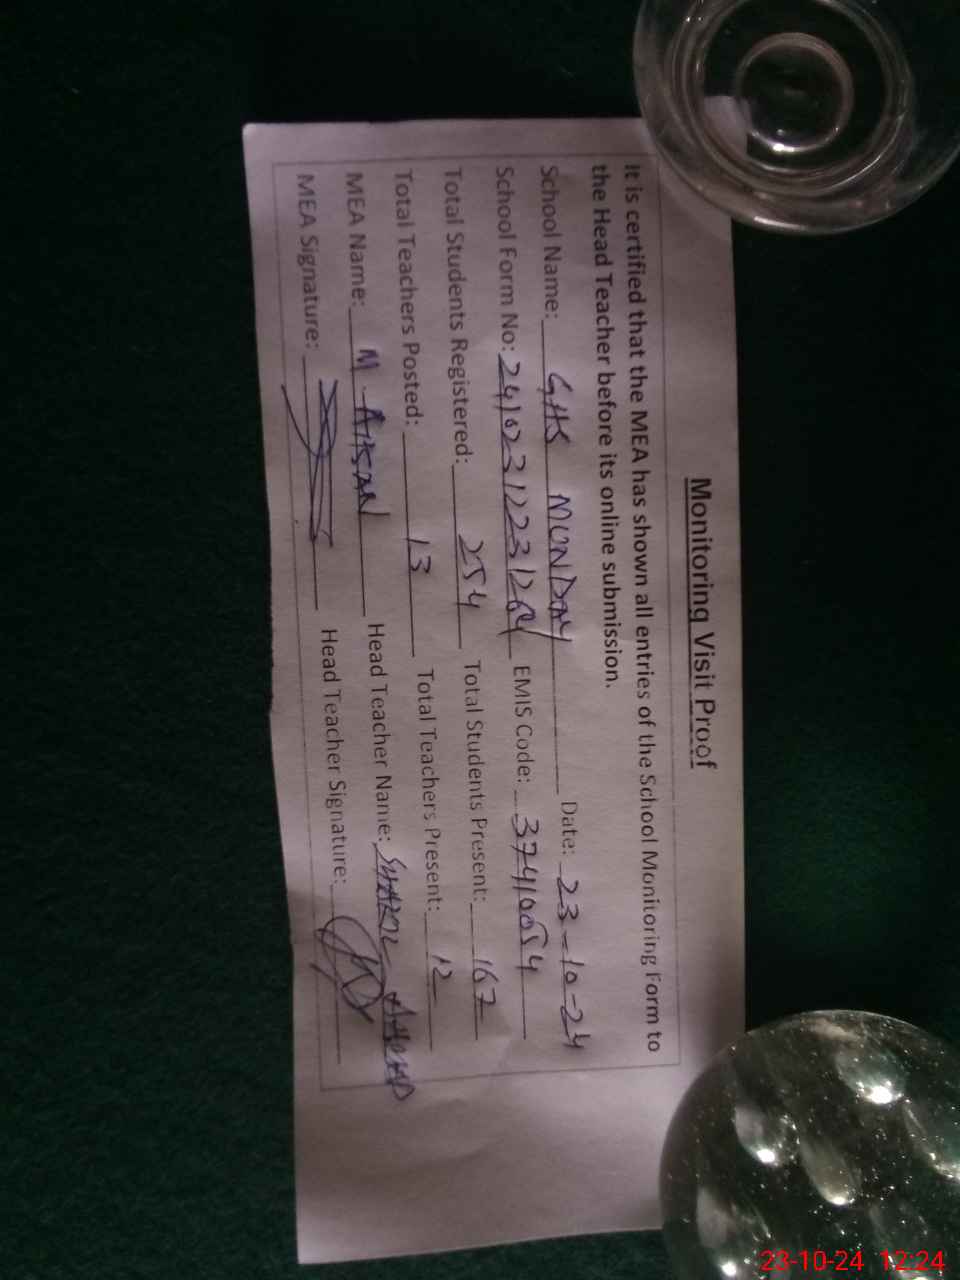 Monitoring Visit Proof
It is certified that the MEA has shown all entries of the School Monitoring Form to
the Head Teacher before its online submission.
School Name: GHS MUNDAY Date: 23-10-24
School Form No: EMIS Code: 37410054
Total Students Registered: 254 Total Students Present: 167
Total Teachers Posted: 13 Total Teachers Present: 12
MEA Name: M AHSAN Head Teacher Name: AHMAD
MEA Signature: Head Teacher Signature:
23-10-24 12:24